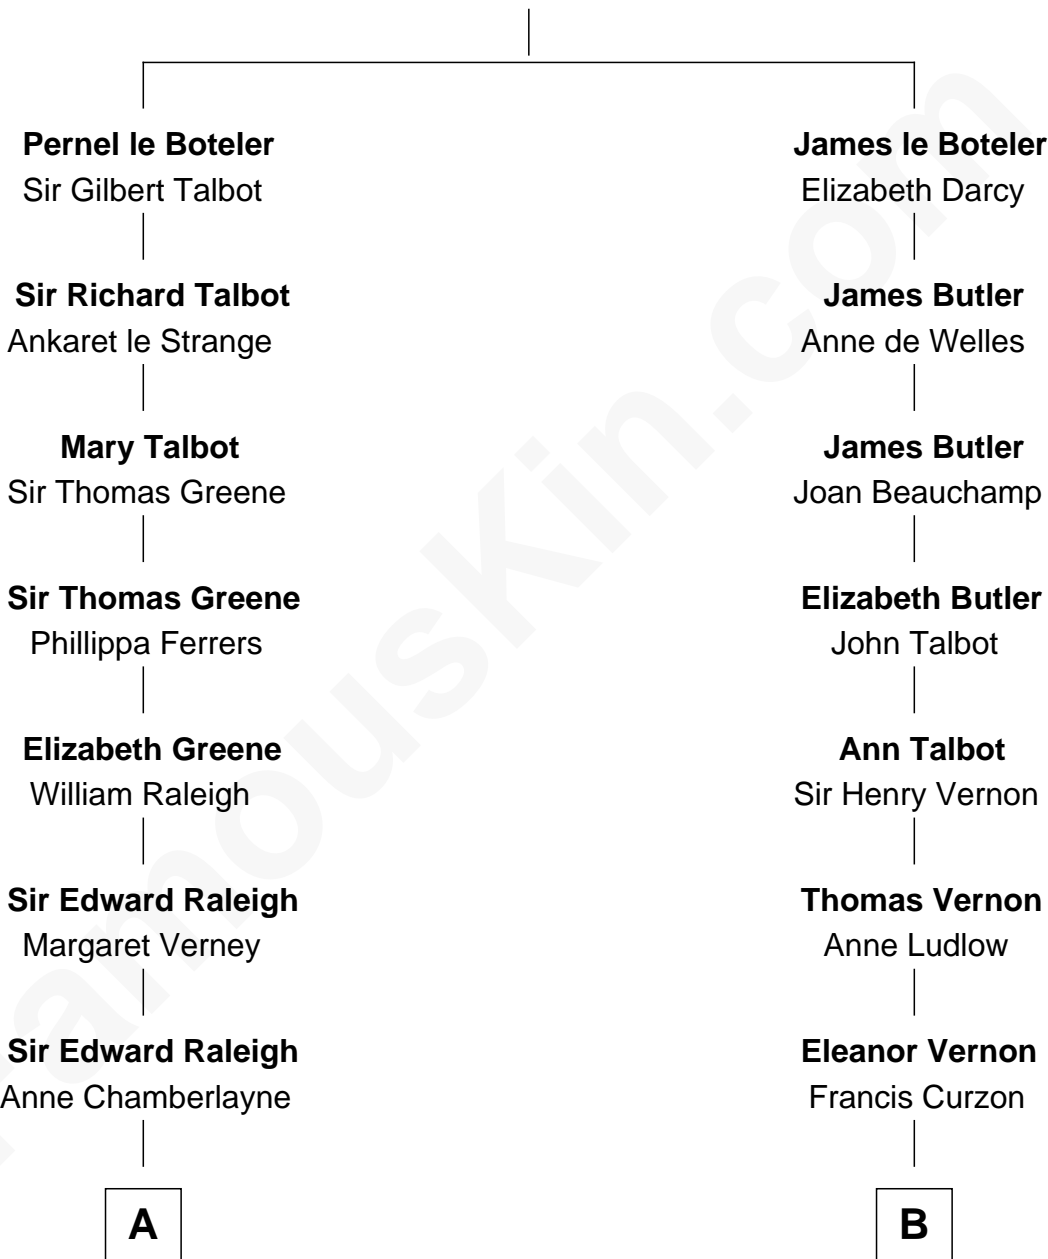 Pernel le Boteler
Sir Gilbert Talbot
Sir Richard Talbot
Ankaret le Strange
Mary Talbot
Sir Thomas Greene
Sir Thomas Greene
Phillippa Ferrers
Elizabeth Greene
William Raleigh
Sir Edward Raleigh
Margaret Verney
Sir Edward Raleigh
Anne Chamberlayne
A
James le Boteler
Elizabeth Darcy
James Butler
Anne de Welles
James Butler
Joan Beauchamp
Elizabeth Butler
John Talbot
Ann Talbot
Sir Henry Vernon
Thomas Vernon
Anne Ludlow
Eleanor Vernon
Francis Curzon
B
FamousKin.com